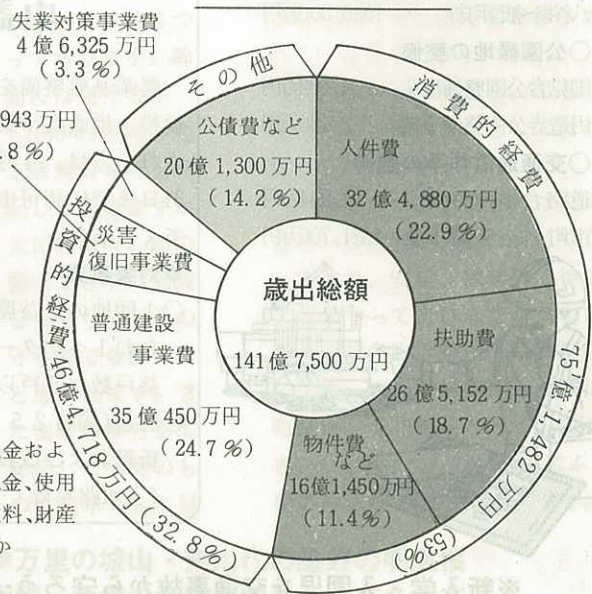 失業対策事業費
4億6,325万円
(3.3%)
943万円
.8%)
その他
公債費など
20億1,300万円
(14.2%)
消費的経費
75億1,482万円
(53%)
人件費
32億4,880万円
(22.9%)
扶助費
26億5,152万円
(18.7%)
物件費
など
16億1,450万円
(11.4%)
投資的経費・46億4,718万円(32.8%)
災害
復旧事業費
普通建設
事業費
35億450万円
(24.7%)
歳出総額
141億7,500万円
金およ
金、使用
料、財産
か